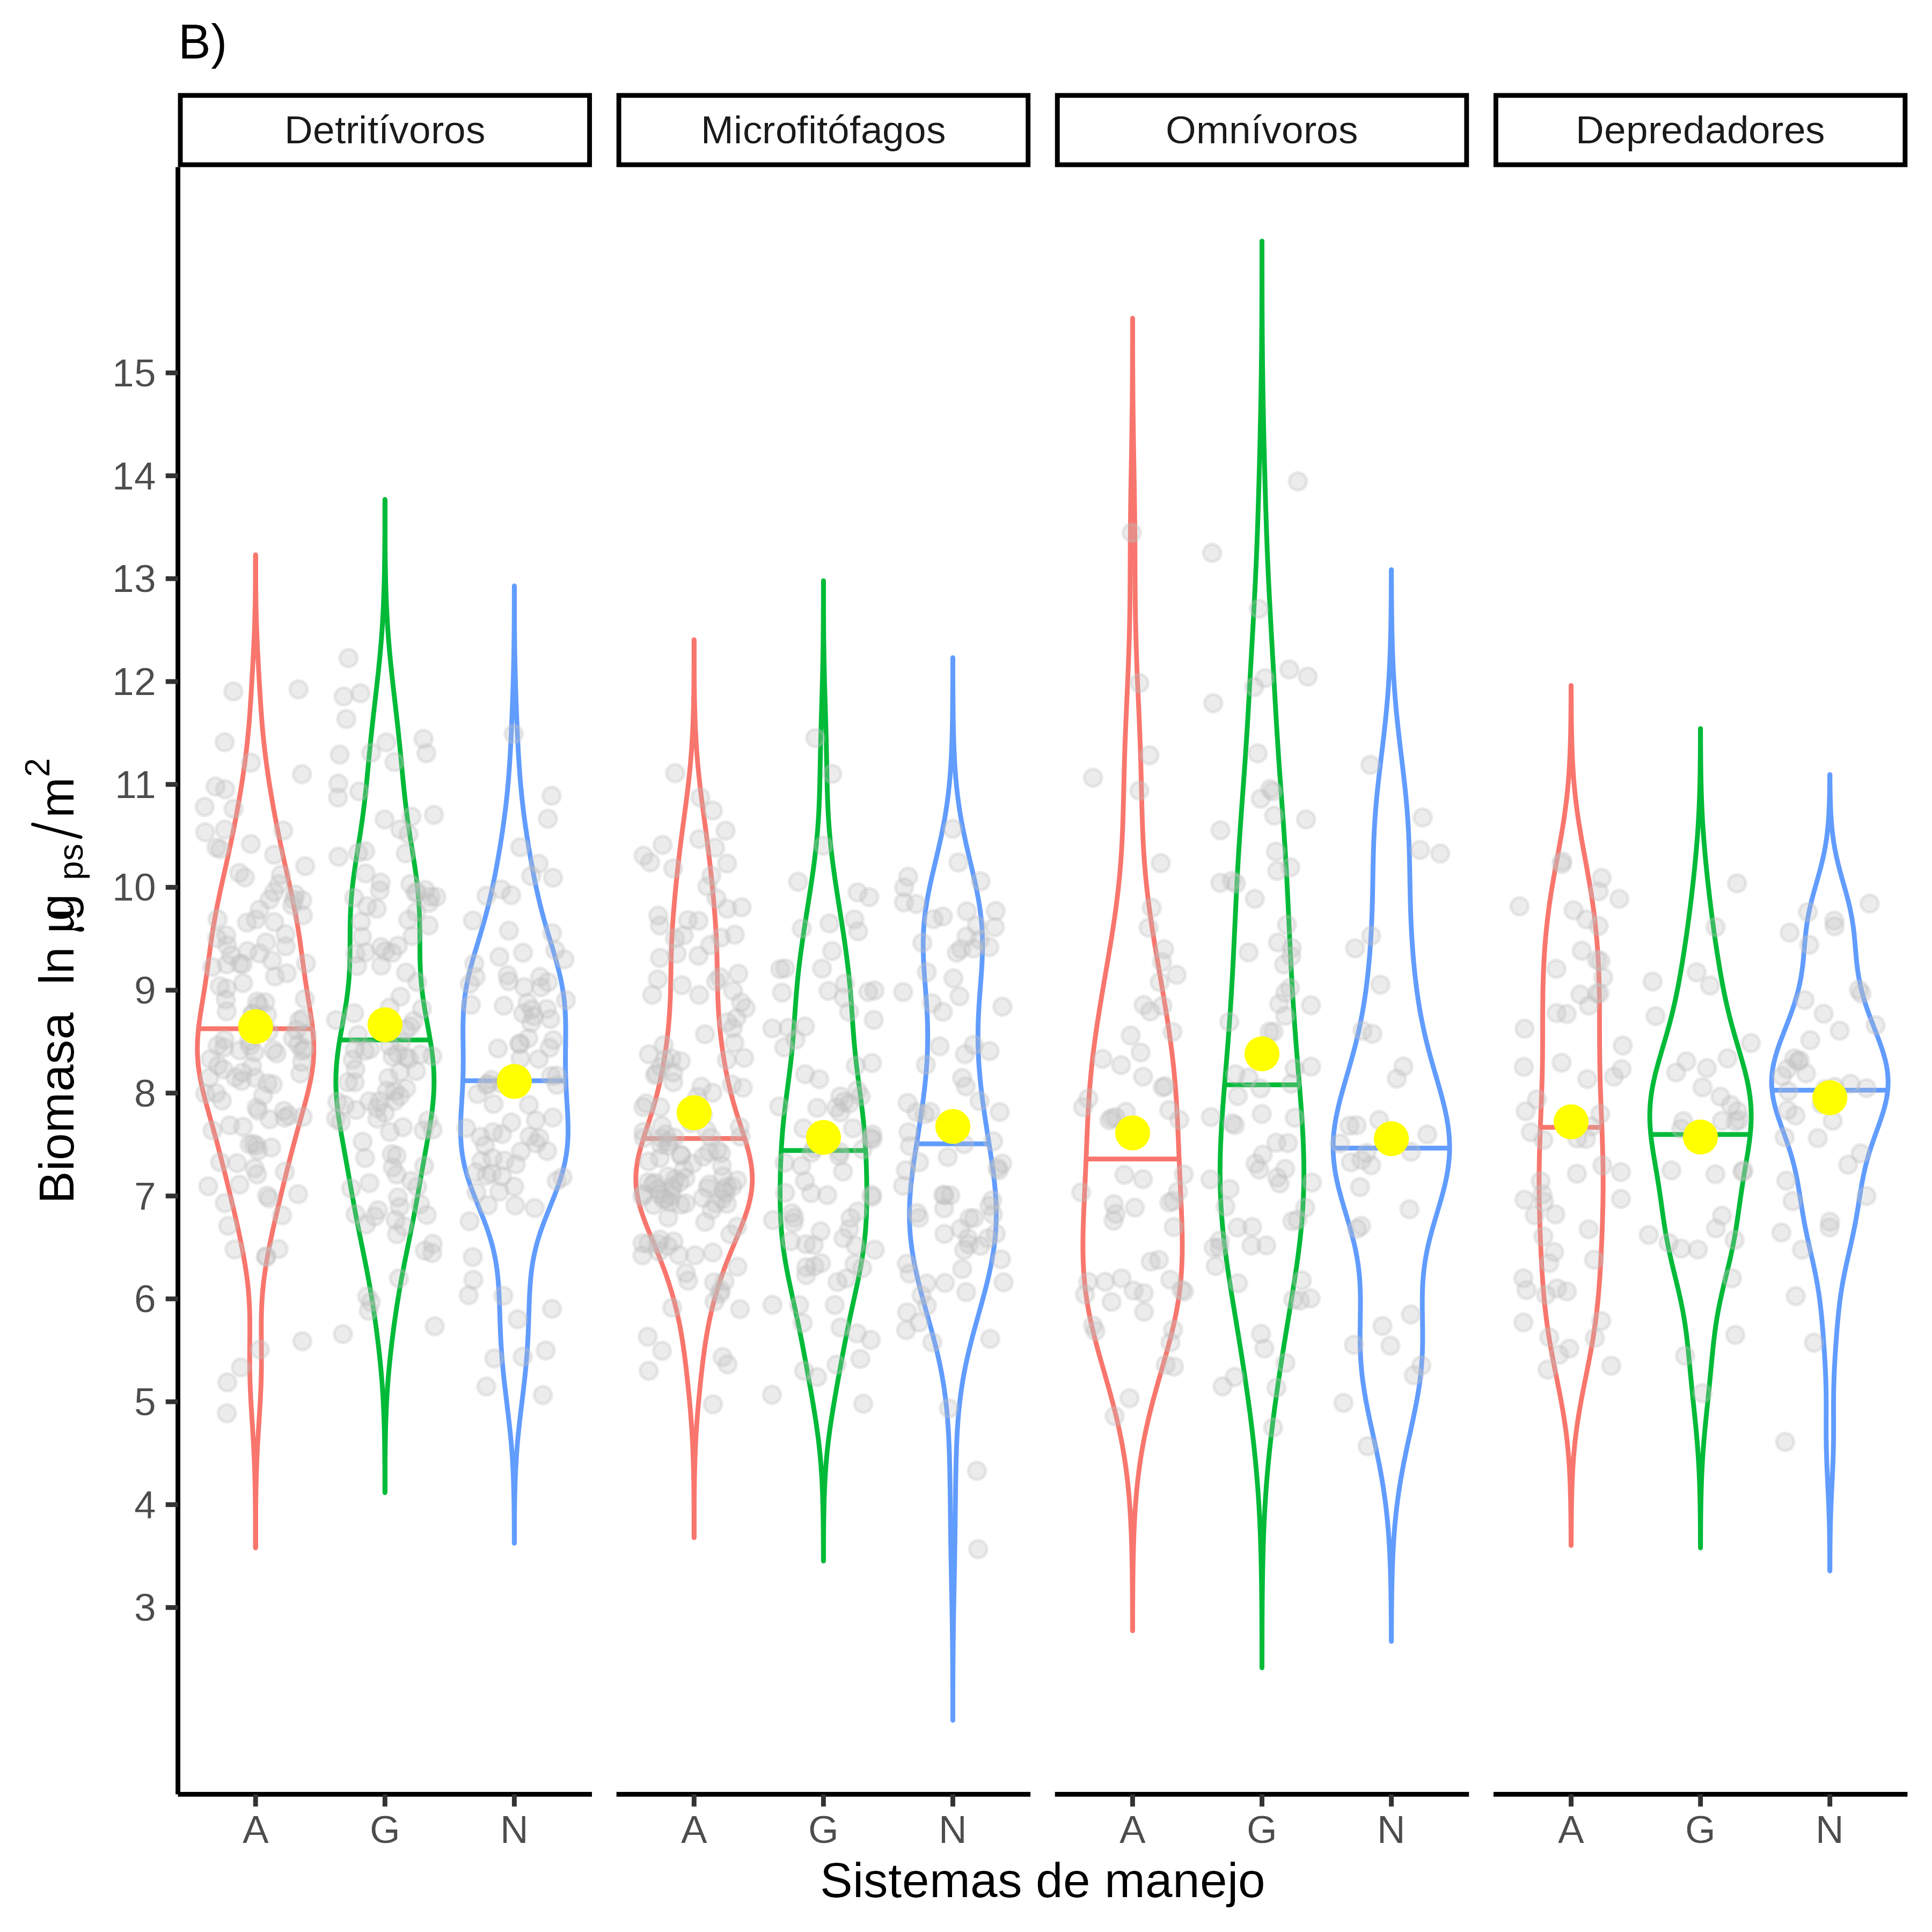 B)
Detritívoros Microfitófagos Omnívoros Depredadores
15
14
13
12
11
10
9
8
7
6
5
4
3
Biomasa ln µg ps/m2
A G N A G N A G N A G N
Sistemas de manejo